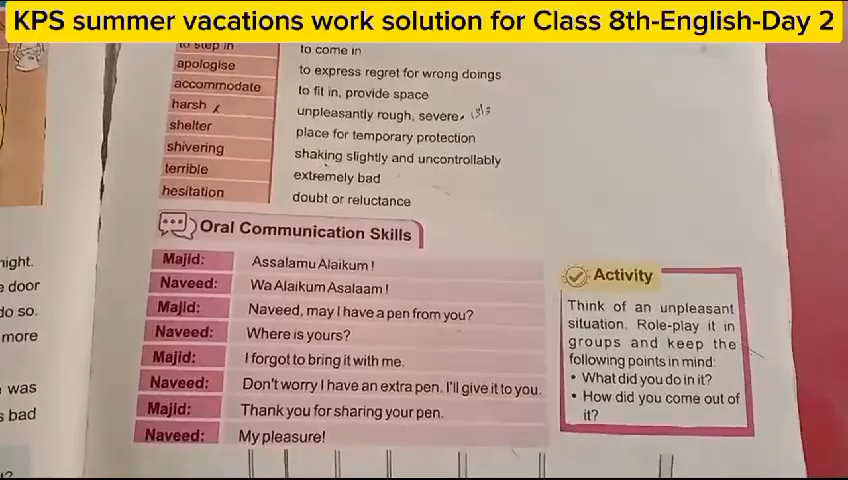 KPS summer vacations work solution for Class 8th-English-Day 2
to step in to come in
apologise to express regret for wrong doings
accommodate to fit in, provide space
harsh unpleasantly rough, severe
shelter place for temporary protection
shivering shaking slightly and uncontrollably
terrible extremely bad
hesitation doubt or reluctance
Oral Communication Skills
Majid: Assalamu Alaikum !
Naveed: Wa Alaikum Asalaam !
Majid: Naveed, may I have a pen from you?
Naveed: Where is yours?
Majid: I forgot to bring it with me.
Naveed: Don't worry I have an extra pen. I'll give it to you.
Majid: Thank you for sharing your pen.
Naveed: My pleasure!
Activity
Think of an unpleasant
situation. Role-play it in
groups and keep the
following points in mind:
• What did you do in it?
• How did you come out of
it?
night.
door
do so.
more
was
bad